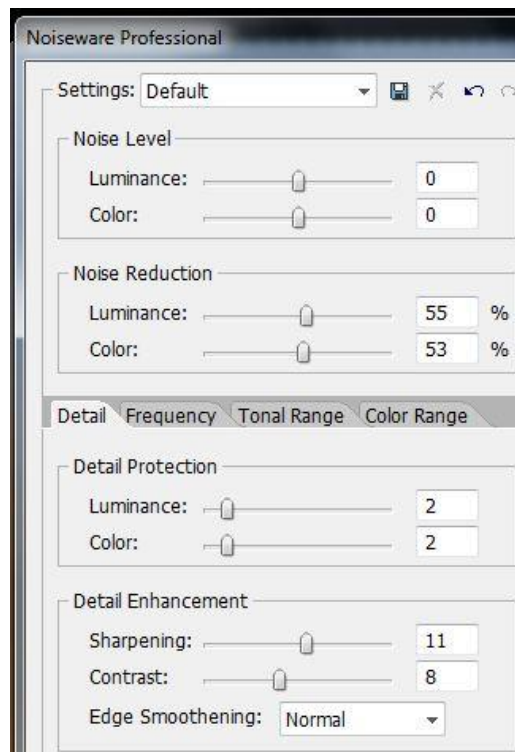 Noiseware Professional
Settings: Default
Noise Level
Luminance: 0
Color: 0
Noise Reduction
Luminance: 55 %
Color: 53 %
Detail Frequency Tonal Range Color Range
Detail Protection
Luminance: 2
Color: 2
Detail Enhancement
Sharpening: 11
Contrast: 8
Edge Smoothening: Normal